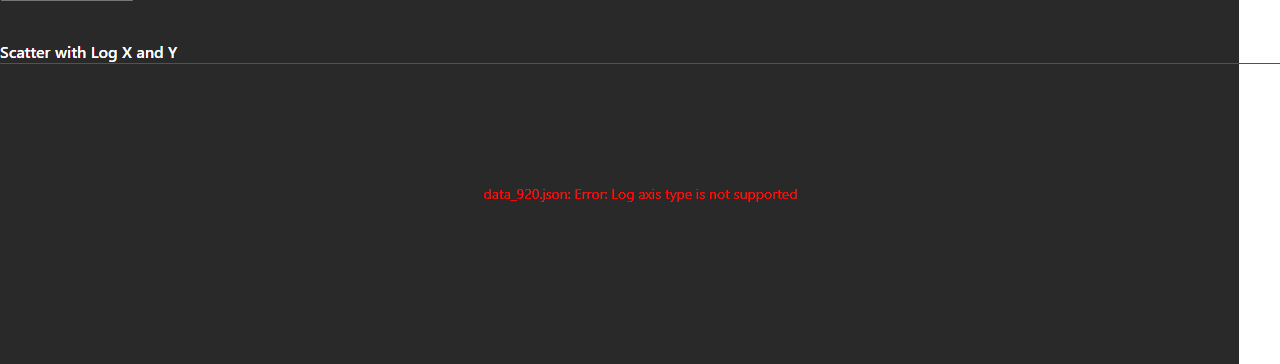 Scatter with Log X and Y
data_920.json: Error: Log axis type is not supported